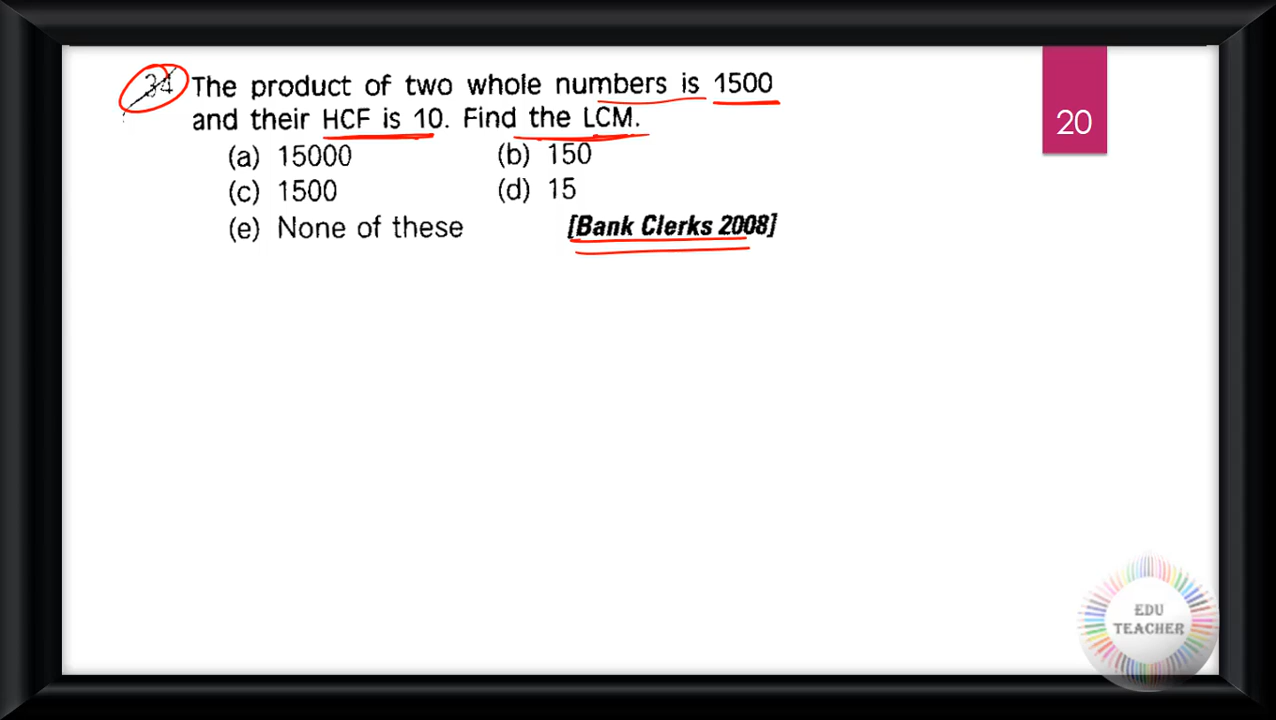 34 The product of two whole numbers is 1500
and their HCF is 10. Find the LCM.
(a) 15000 (b) 150
(c) 1500 (d) 15
(e) None of these [Bank Clerks 2008]
20
EDU
TEACHER